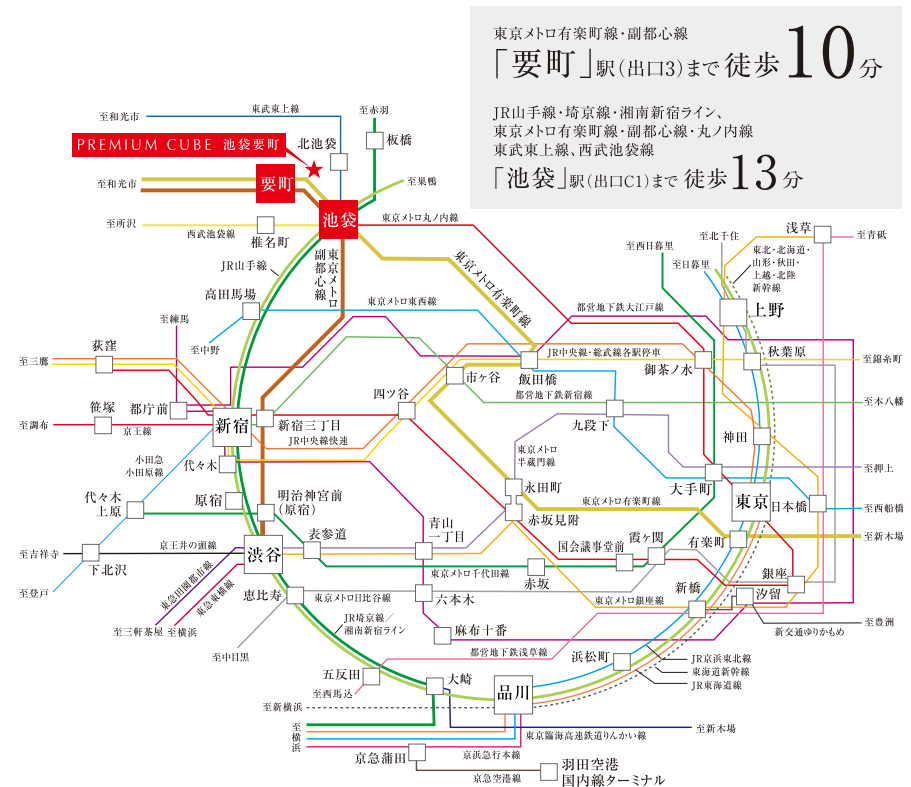 東京メトロ有楽町線・副都心線
「要町」駅（出口3）まで 徒歩10分
JR山手線・埼京線・湘南新宿ライン、
東京メトロ有楽町線・副都心線・丸ノ内線
東武東上線、西武池袋線
「池袋」駅（出口C1）まで 徒歩13分
至和光市
東武東上線
至赤羽
PREMIUM CUBE 池袋要町
北池袋
板橋
至和光市
要町
至巣鴨
池袋
至所沢
西武池袋線
椎名町
東京メトロ丸ノ内線
JR山手線
東京メトロ
副都心線
東京メトロ有楽町線
至西日暮里
至北千住
浅草
至青砥
至日暮里
東北・北海道・
山形・秋田・
上越・北陸
新幹線
高田馬場
東京メトロ東西線
都営地下鉄大江戸線
上野
至練馬
至中野
荻窪
至三鷹
JR中央線・総武線各駅停車
秋葉原
至錦糸町
飯田橋
御茶ノ水
市ヶ谷
都営地下鉄新宿線
至本八幡
笹塚
都庁前
新宿
新宿三丁目
四ツ谷
九段下
至調布
京王線
JR中央線快速
神田
小田急
小田原線
代々木
東京メトロ
半蔵門線
至押上
大手町
永田町
代々木
上原
原宿
明治神宮前
（原宿）
東京メトロ有楽町線
東京
日本橋
至西船橋
赤坂見附
表参道
青山
一丁目
霞ヶ関
有楽町
至新木場
至吉祥寺
京王井の頭線
渋谷
国会議事堂前
下北沢
東京メトロ千代田線
赤坂
銀座
至登戸
東急田園都市線
東急東横線
恵比寿
東京メトロ日比谷線
六本木
東京メトロ銀座線
新橋
汐留
至三軒茶屋
至横浜
JR埼京線／
湘南新宿ライン
麻布十番
新交通ゆりかもめ
至豊洲
至中目黒
都営地下鉄浅草線
浜松町
JR京浜東北線
東海道新幹線
JR東海道線
五反田
至西馬込
大崎
品川
至新横浜
至横浜
東京臨海高速鉄道りんかい線
至新木場
京急蒲田
京浜急行本線
京急空港線
羽田空港
国内線ターミナル